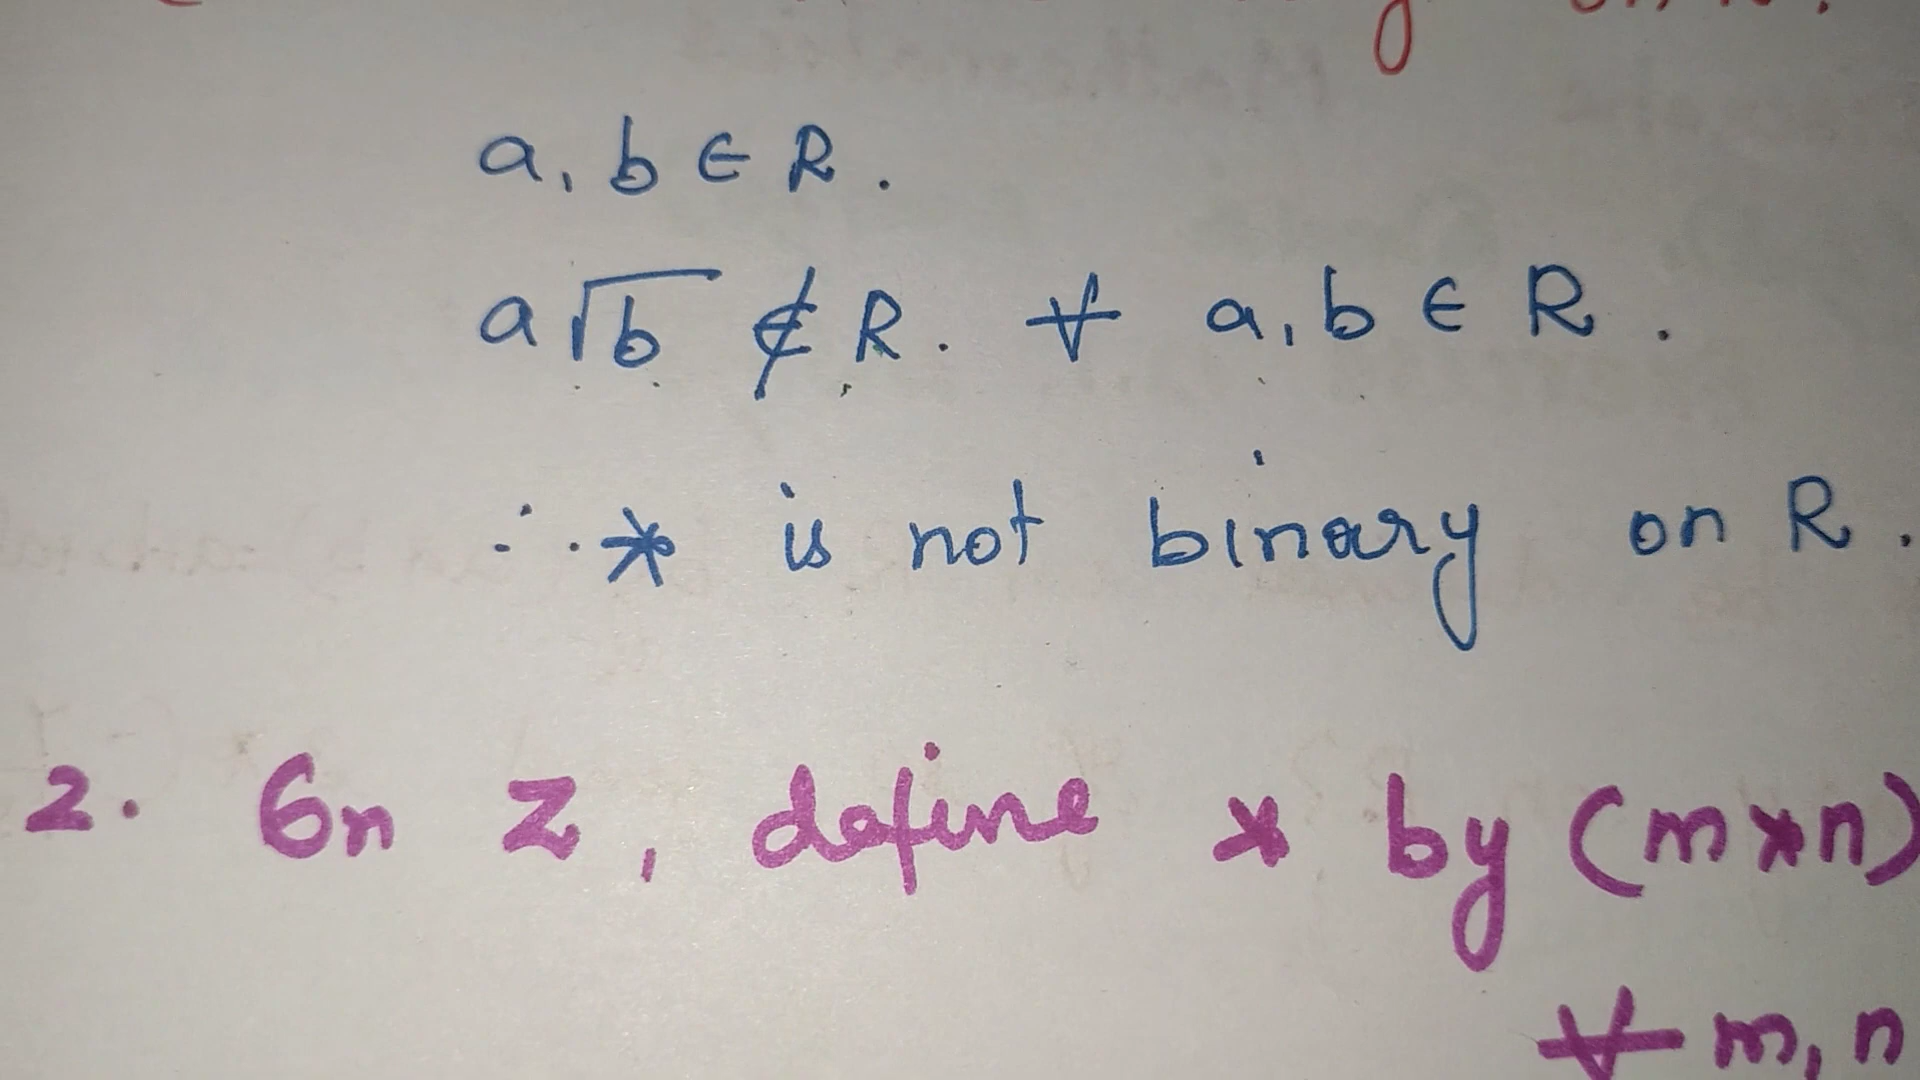 a, b ∈ R.
a√b ∉ R. ∀ a, b ∈ R.
∴ * is not binary on R.
2. On Z, define * by (m*n)
∀ m, n